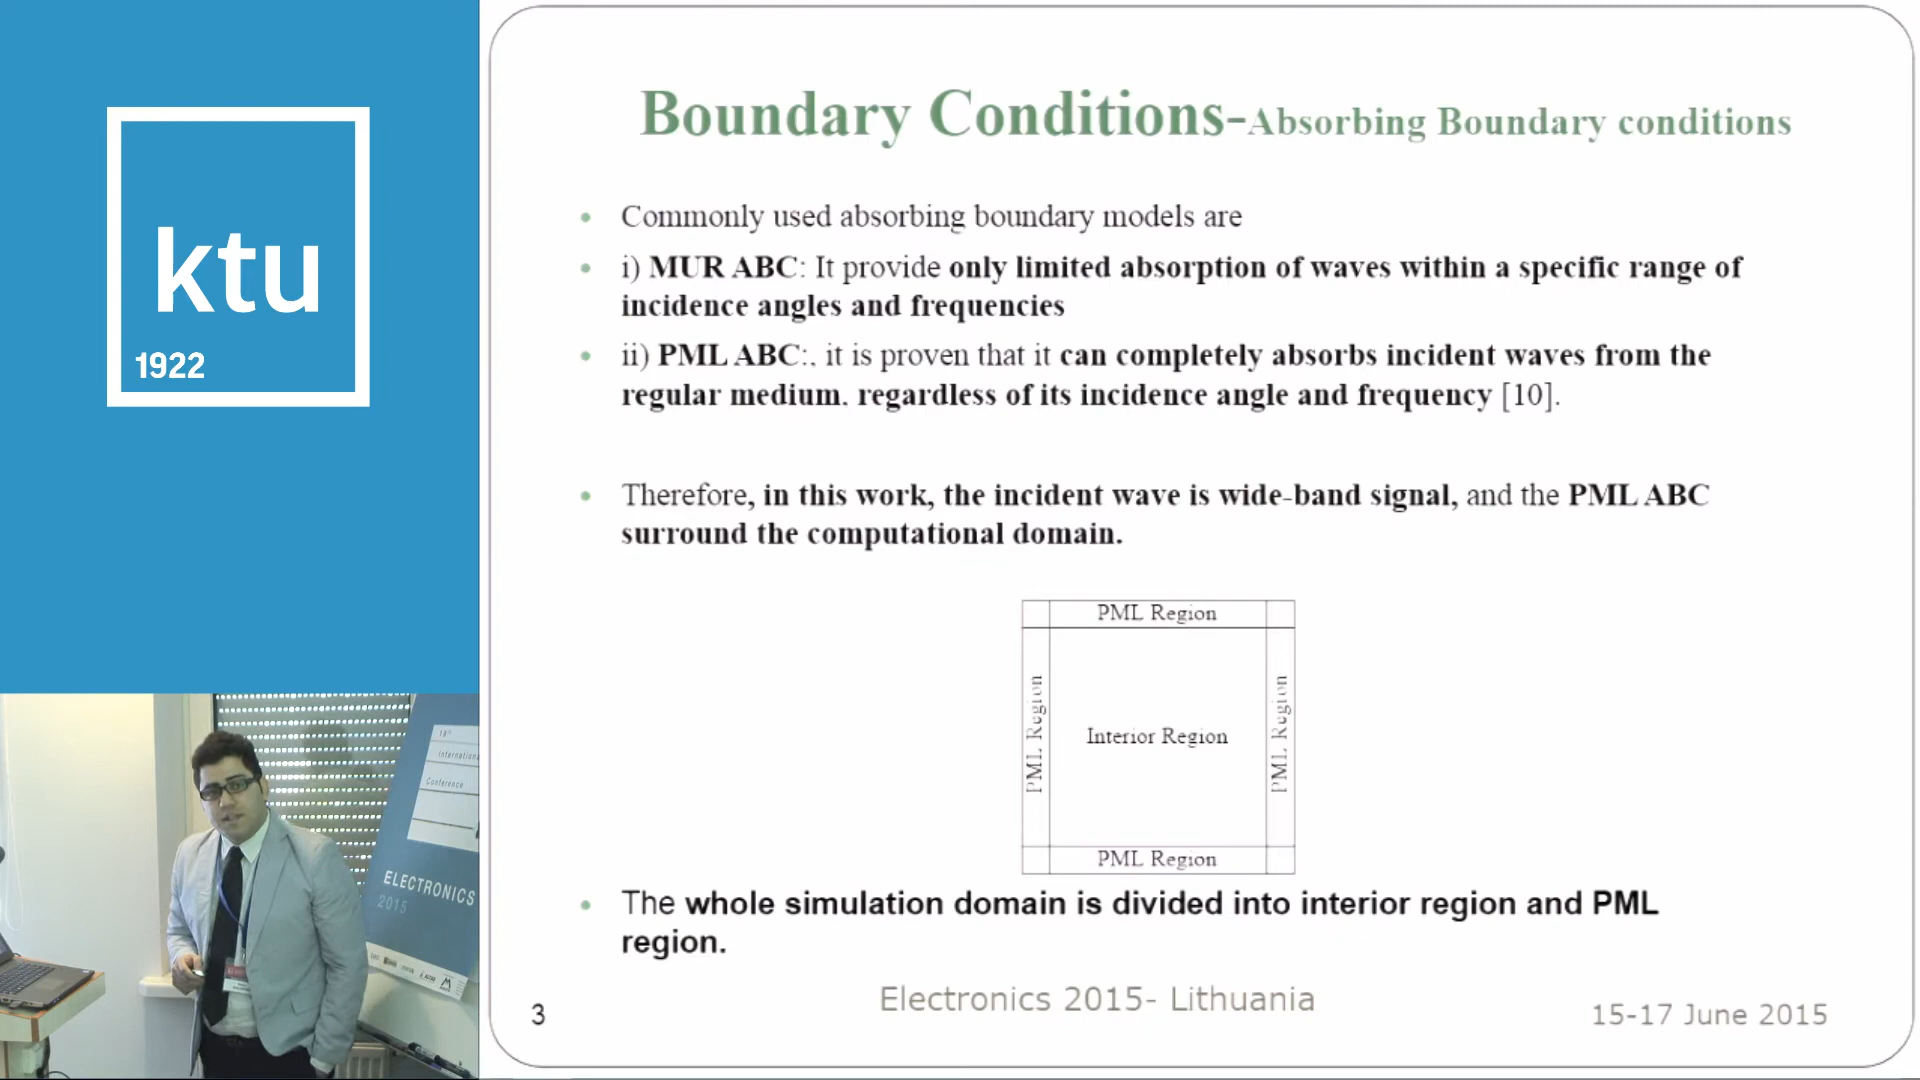 ktu
1922
Boundary Conditions-Absorbing Boundary conditions
Commonly used absorbing boundary models are
i) MUR ABC: It provide only limited absorption of waves within a specific range of
incidence angles and frequencies
ii) PML ABC:. it is proven that it can completely absorbs incident waves from the
regular medium. regardless of its incidence angle and frequency [10].
Therefore, in this work, the incident wave is wide-band signal, and the PML ABC
surround the computational domain.
PML Region
PML Region
Interior Region
PML Region
PML Region
The whole simulation domain is divided into interior region and PML
region.
3
Electronics 2015- Lithuania
15-17 June 2015
19th
International
Conference
ELECTRONICS
2015